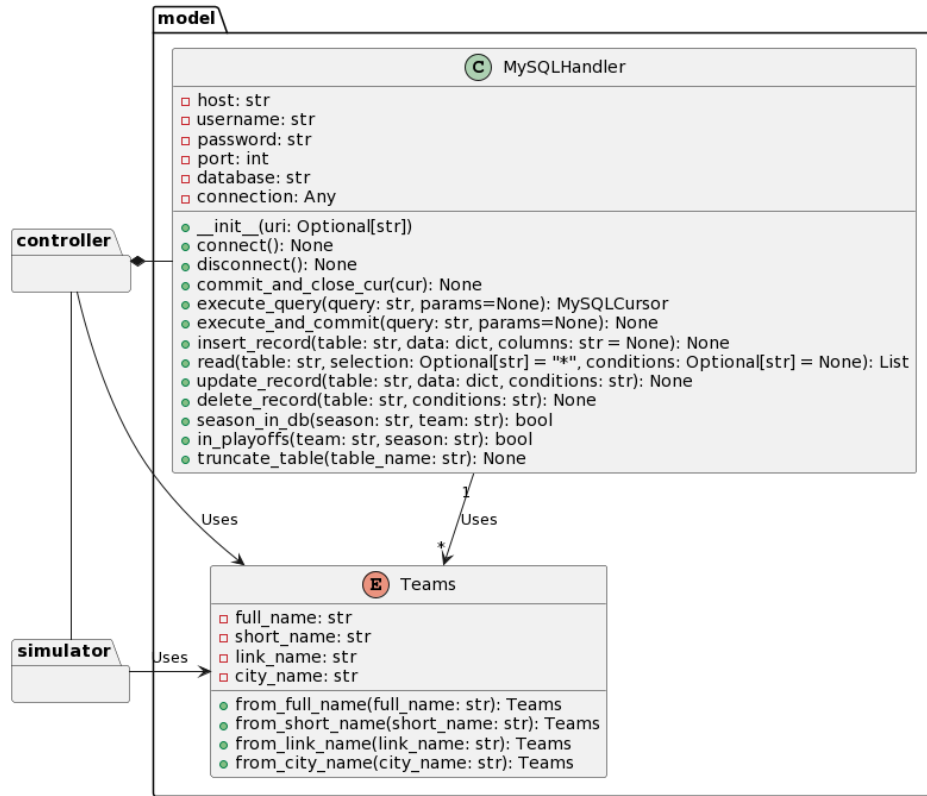 model
C MySQLHandler
host: str
username: str
password: str
port: int
database: str
connection: Any
__init__(uri: Optional[str])
connect(): None
disconnect(): None
commit_and_close_cur(cur): None
execute_query(query: str, params=None): MySQLCursor
execute_and_commit(query: str, params=None): None
insert_record(table: str, data: dict, columns: str = None): None
read(table: str, selection: Optional[str] = "*", conditions: Optional[str] = None): List
update_record(table: str, data: dict, conditions: str): None
delete_record(table: str, conditions: str): None
season_in_db(season: str, team: str): bool
in_playoffs(team: str, season: str): bool
truncate_table(table_name: str): None
controller
1
Uses
Uses
*
E Teams
full_name: str
short_name: str
link_name: str
city_name: str
from_full_name(full_name: str): Teams
from_short_name(short_name: str): Teams
from_link_name(link_name: str): Teams
from_city_name(city_name: str): Teams
simulator
Uses